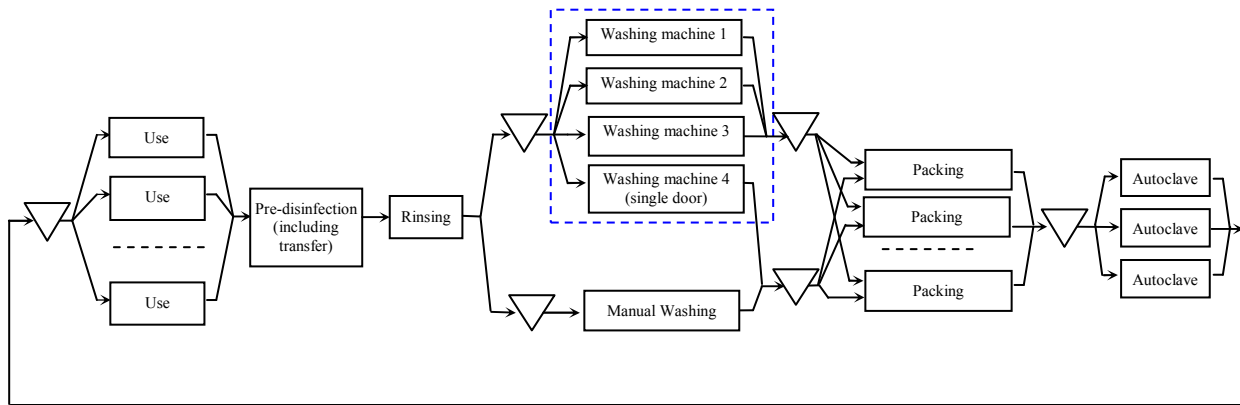 Use
Use
Use
Pre-disinfection
(including
transfer)
Rinsing
Washing machine 1
Washing machine 2
Washing machine 3
Washing machine 4
(single door)
Manual Washing
Packing
Packing
Packing
Autoclave
Autoclave
Autoclave